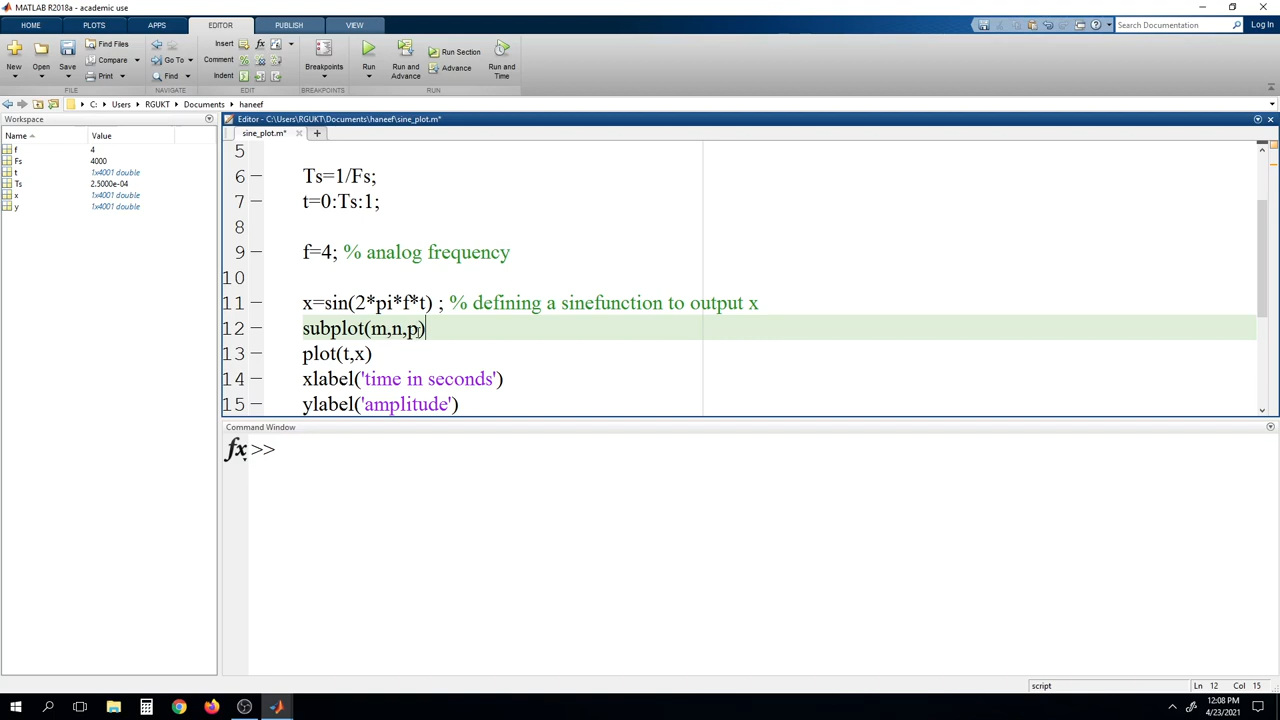 MATLAB R2018a - academic use
HOME PLOTS APPS EDITOR PUBLISH VIEW Search Documentation Log In
New Open Save Find Files Compare Print Go To Find Insert fx Comment % Indent Breakpoints Run Run and Advance Run Section Advance Run and Time
FILE NAVIGATE EDIT BREAKPOINTS RUN
C: Users RGUKT Documents haneef
Workspace
Name Value
f 4
Fs 4000
t 1x4001 double
Ts 2.5000e-04
x 1x4001 double
y 1x4001 double
Editor - C:\Users\RGUKT\Documents\haneef\sine_plot.m*
sine_plot.m*
5
6 Ts=1/Fs;
7 t=0:Ts:1;
8
9 f=4; % analog frequency
10
11 x=sin(2*pi*f*t) ; % defining a sinefunction to output x
12 subplot(m,n,p)
13 plot(t,x)
14 xlabel('time in seconds')
15 ylabel('amplitude')
Command Window
fx >>
script Ln 12 Col 15
12:08 PM
4/23/2021